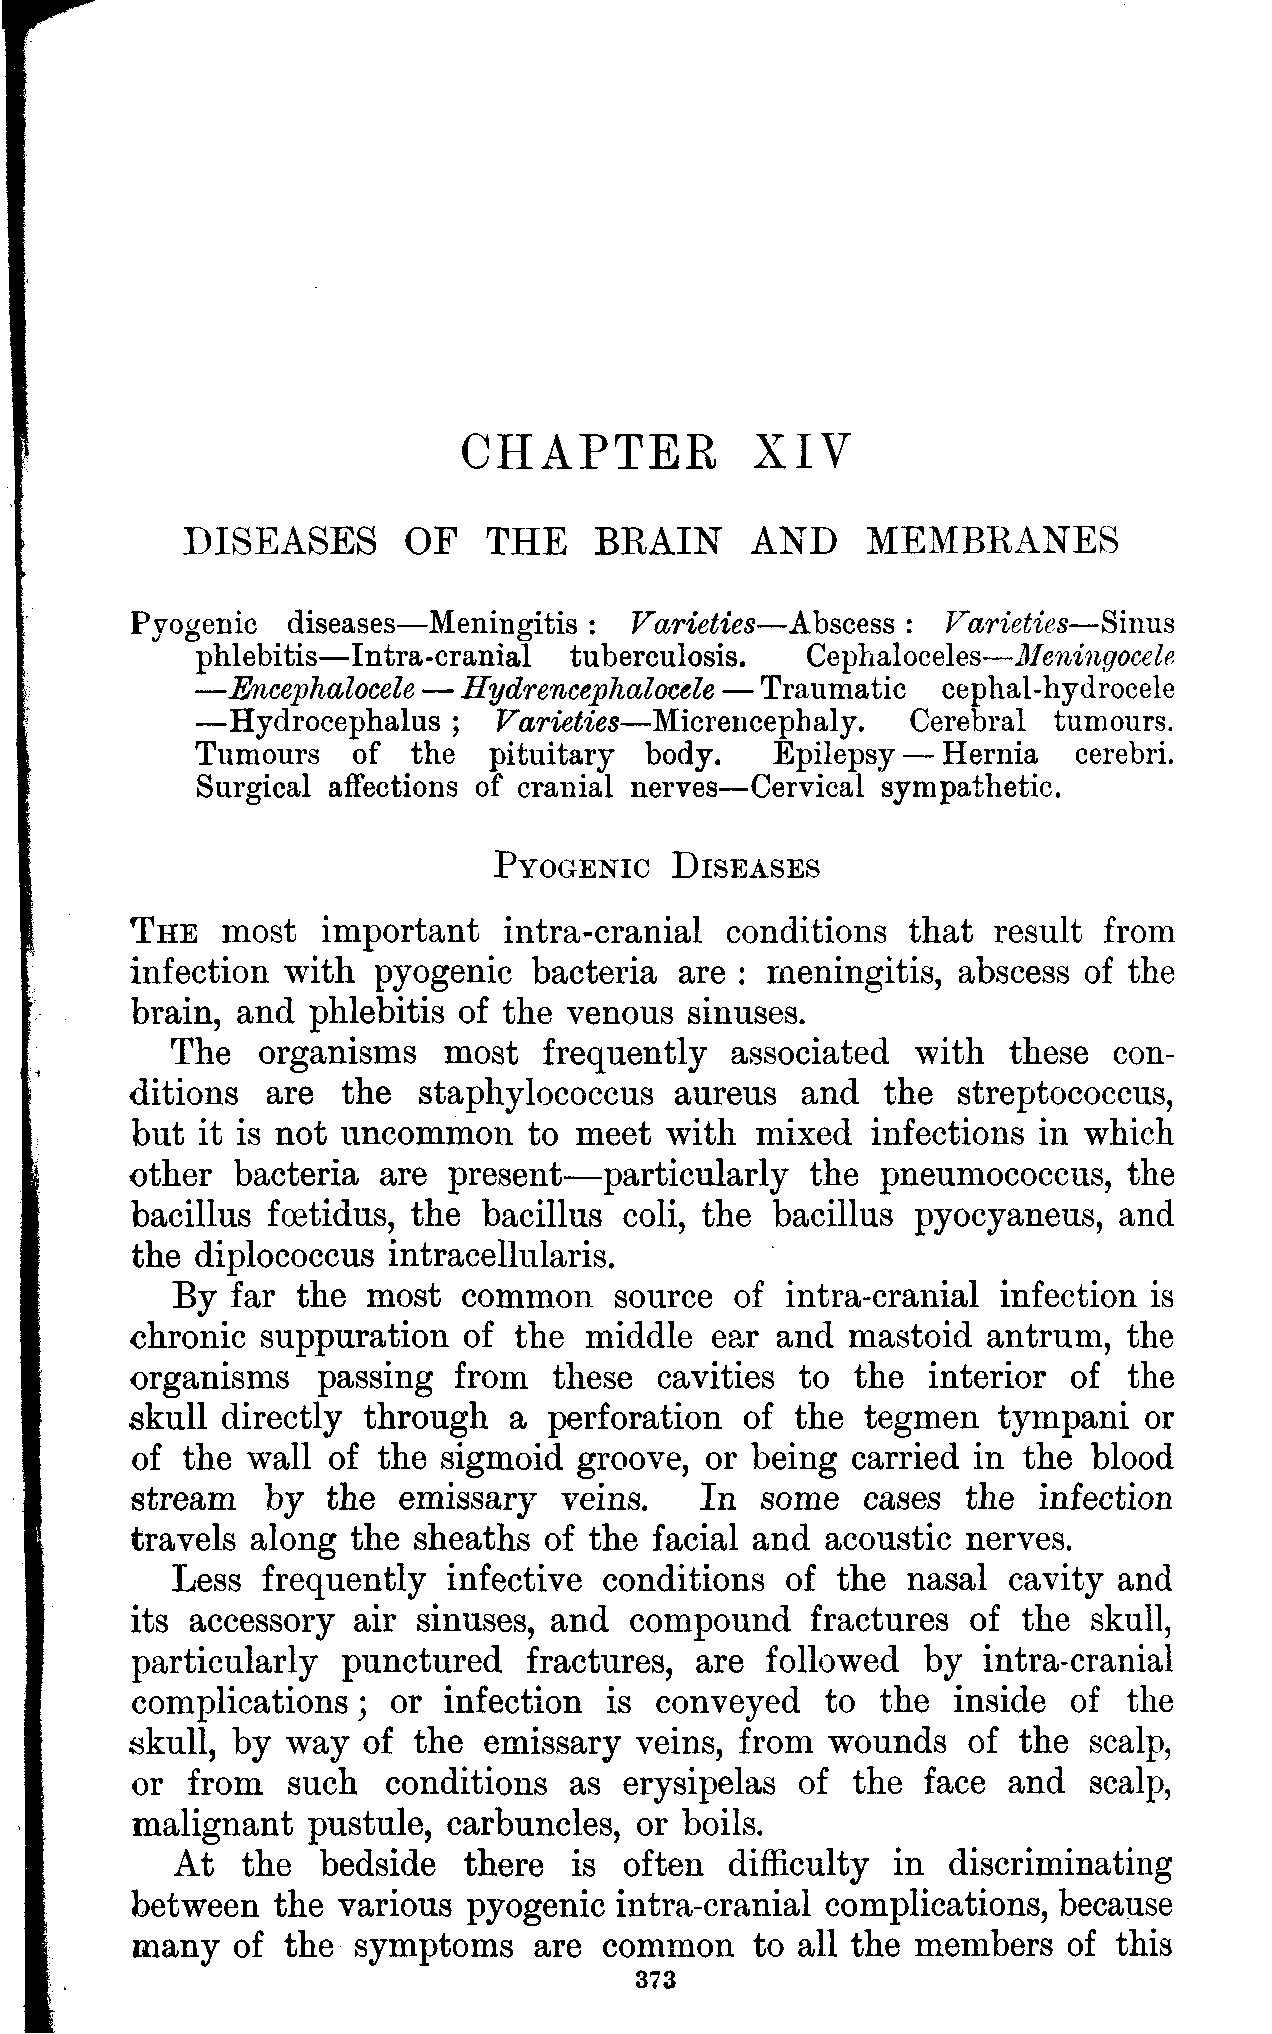 CHAPTER XIV
DISEASES OF THE BRAIN AND MEMBRANES
Pyogenic diseases—Meningitis : Varieties—Abscess : Varieties—Sinus
phlebitis—Intra-cranial tuberculosis. Cephaloceles—Meningocele
—Encephalocele — Hydrencephalocele — Traumatic cephal-hydrocele
—Hydrocephalus ; Varieties—Micrencephaly. Cerebral tumours.
Tumours of the pituitary body. Epilepsy — Hernia cerebri.
Surgical affections of cranial nerves—Cervical sympathetic.
PYOGENIC DISEASES
THE most important intra-cranial conditions that result from
infection with pyogenic bacteria are : meningitis, abscess of the
brain, and phlebitis of the venous sinuses.
The organisms most frequently associated with these con-
ditions are the staphylococcus aureus and the streptococcus,
but it is not uncommon to meet with mixed infections in which
other bacteria are present—particularly the pneumococcus, the
bacillus fœtidus, the bacillus coli, the bacillus pyocyaneus, and
the diplococcus intracellularis.
By far the most common source of intra-cranial infection is
chronic suppuration of the middle ear and mastoid antrum, the
organisms passing from these cavities to the interior of the
skull directly through a perforation of the tegmen tympani or
of the wall of the sigmoid groove, or being carried in the blood
stream by the emissary veins. In some cases the infection
travels along the sheaths of the facial and acoustic nerves.
Less frequently infective conditions of the nasal cavity and
its accessory air sinuses, and compound fractures of the skull,
particularly punctured fractures, are followed by intra-cranial
complications ; or infection is conveyed to the inside of the
skull, by way of the emissary veins, from wounds of the scalp,
or from such conditions as erysipelas of the face and scalp,
malignant pustule, carbuncles, or boils.
At the bedside there is often difficulty in discriminating
between the various pyogenic intra-cranial complications, because
many of the symptoms are common to all the members of this
373